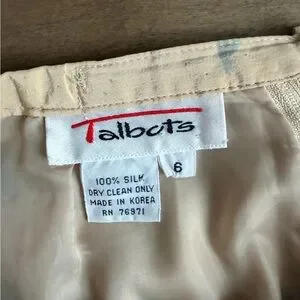 Talbots
6
100% SILK
DRY CLEAN ONLY
MADE IN KOREA
RN 76971